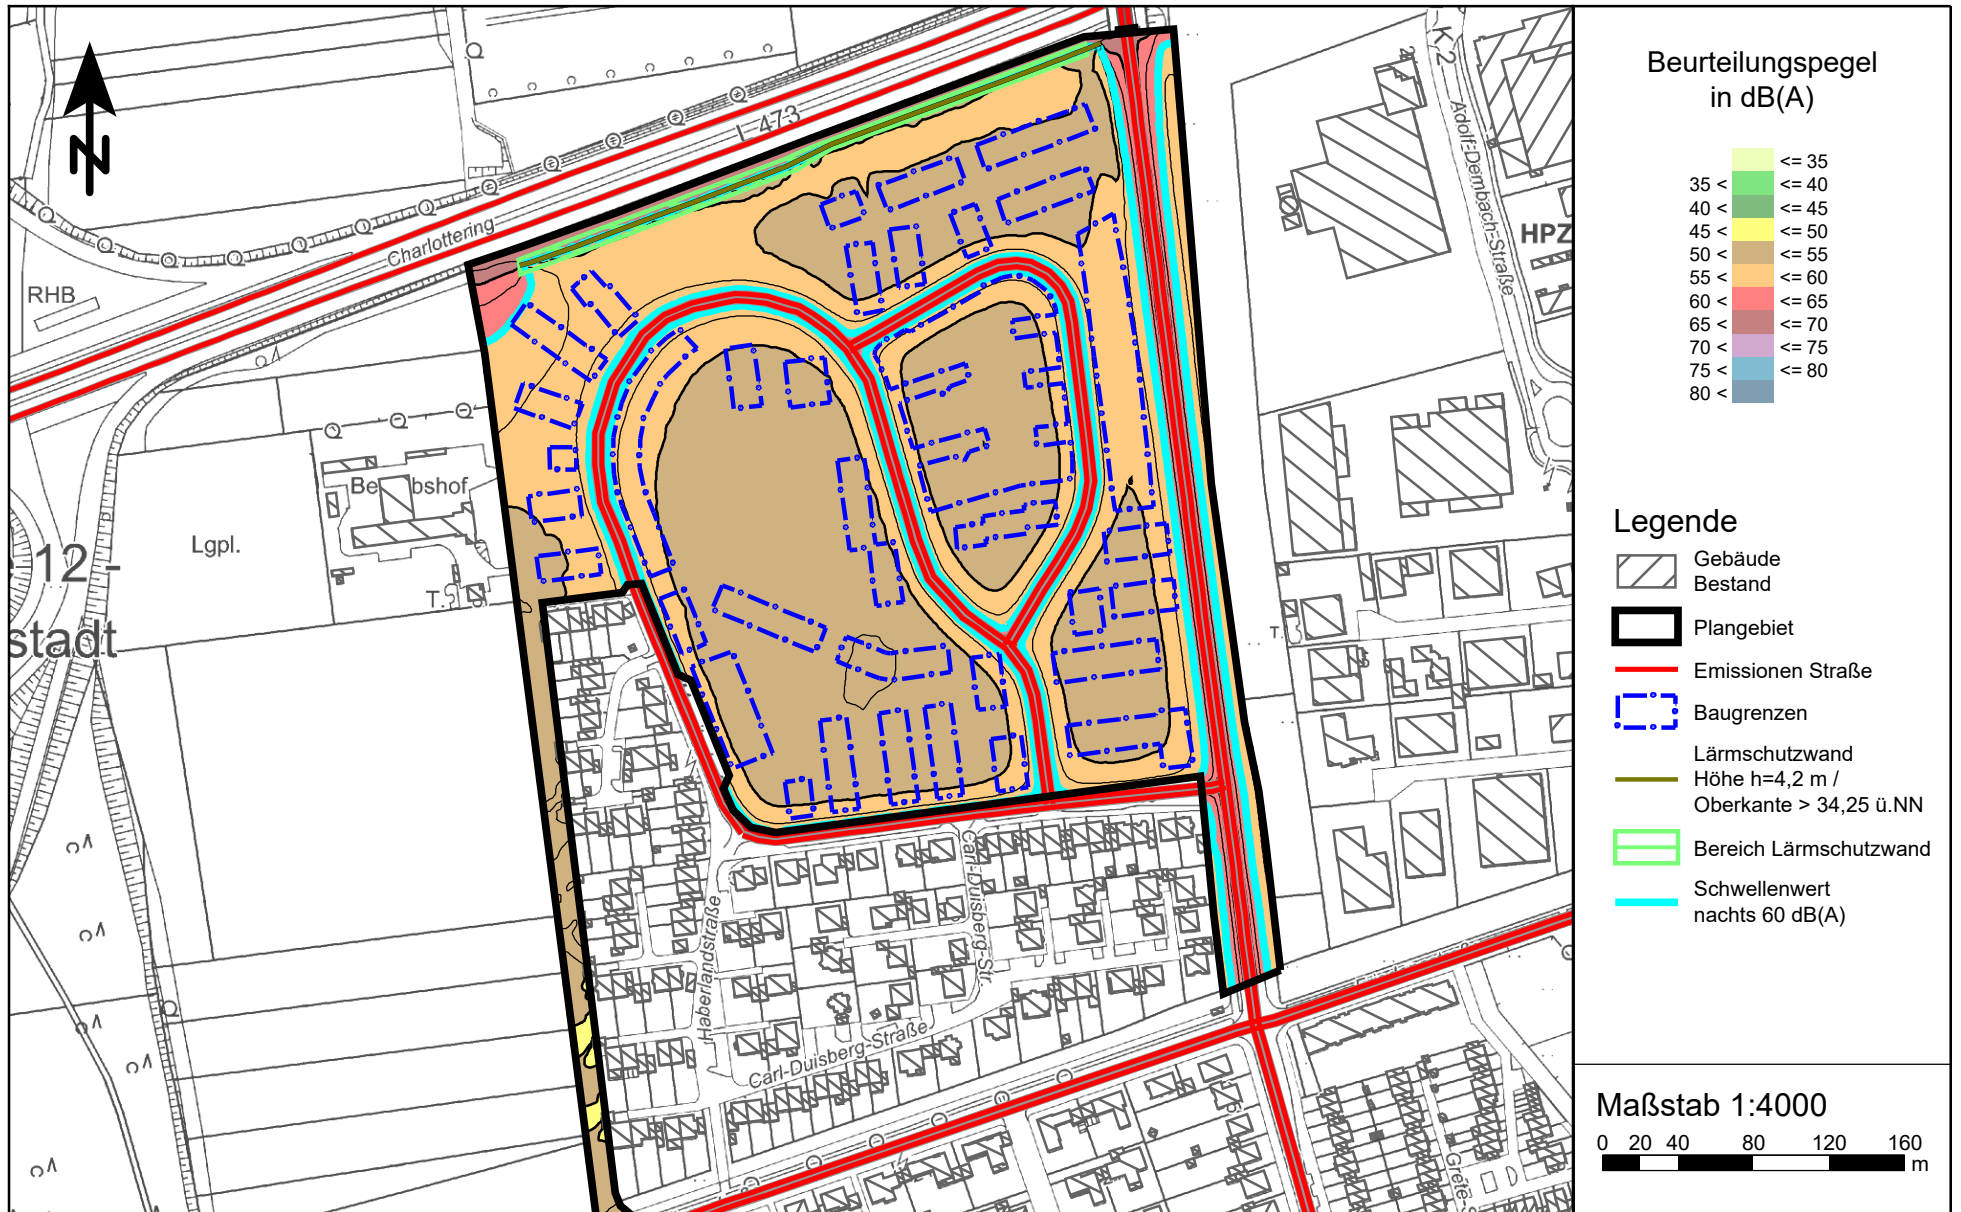 N
L 473
Charlottering
RHB
Lgpl.
T.
12 -
stadt
K 2
Adolf-Dembach-Straße
HPZ
T.
Haberlandstraße
Carl-Duisberg-Str.
Carl-Duisberg-Straße
Beurteilungspegel
in dB(A)
<= 35
35 < <= 40
40 < <= 45
45 < <= 50
50 < <= 55
55 < <= 60
60 < <= 65
65 < <= 70
70 < <= 75
75 < <= 80
80 <
Legende
Gebäude
Bestand
Plangebiet
Emissionen Straße
Baugrenzen
Lärmschutzwand
Höhe h=4,2 m /
Oberkante > 34,25 ü.NN
Bereich Lärmschutzwand
Schwellenwert
nachts 60 dB(A)
Maßstab 1:4000
0 20 40 80 120 160
m